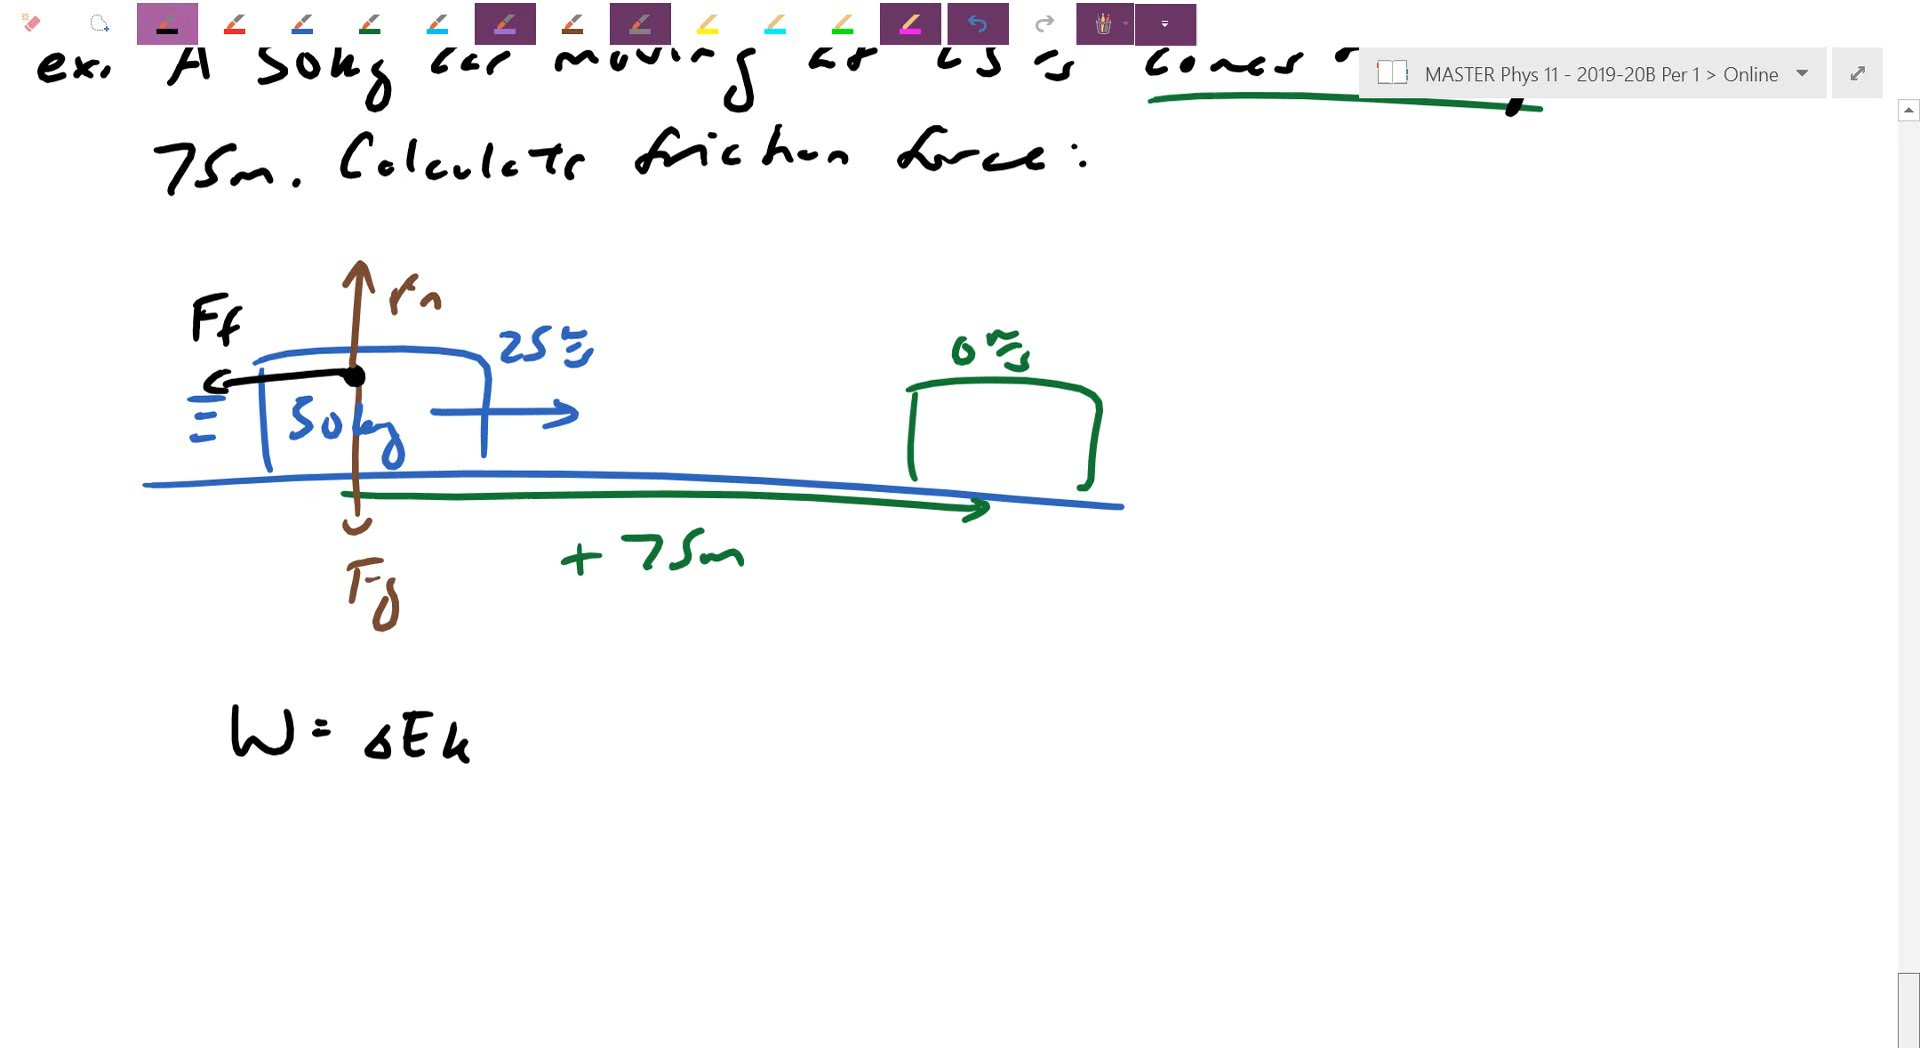 MASTER Phys 11 - 2019-20B Per 1 > Online
ex. A 50kg car moving at 25 m/s comes
75m. Calculate friction force:
Fn
Ff
25 m/s
0 m/s
50kg
+ 75m
Fg
W = ΔEk